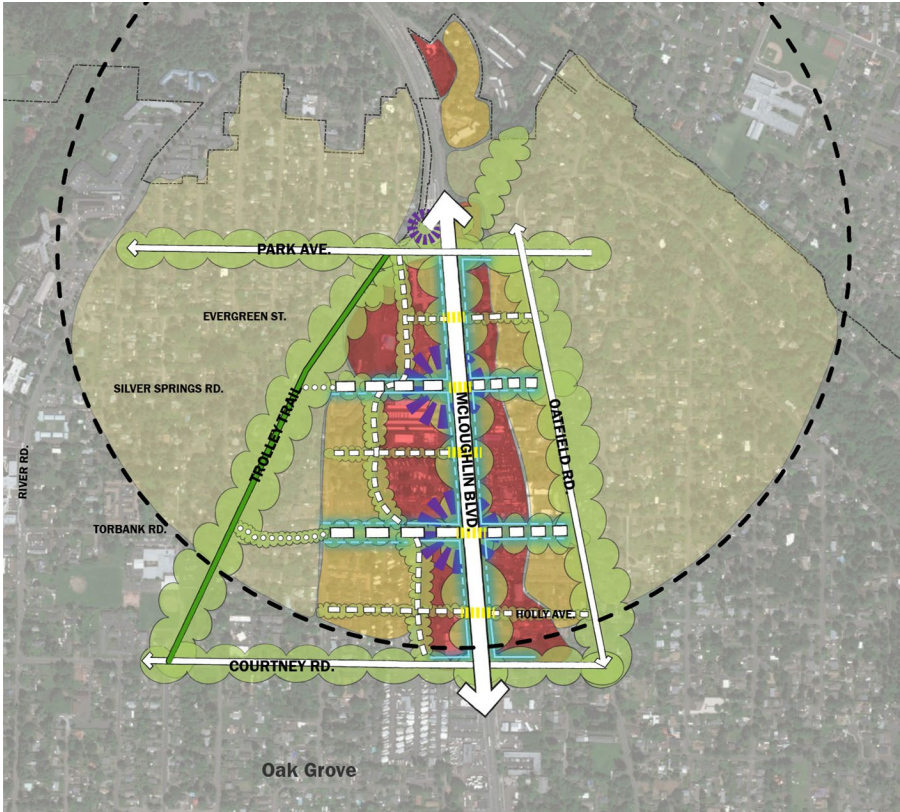 PARK AVE.
EVERGREEN ST.
SILVER SPRINGS RD.
TROLLEY TRAIL
MCLOUGHLIN BLVD.
OATFIELD RD.
RIVER RD.
TORBANK RD.
HOLLY AVE.
COURTNEY RD.
Oak Grove